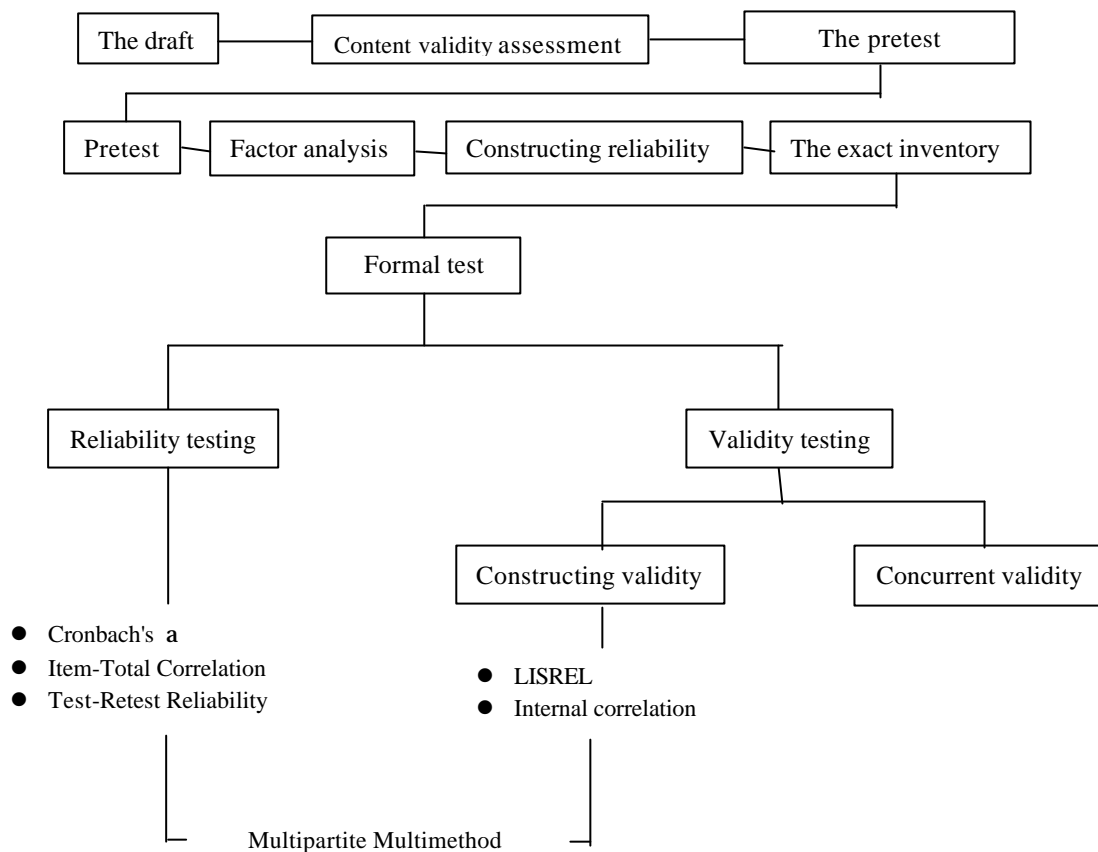 The draft
Content validity assessment
The pretest
Pretest
Factor analysis
Constructing reliability
The exact inventory
Formal test
Reliability testing
Validity testing
Constructing validity
Concurrent validity
● Cronbach's a
● Item-Total Correlation
● Test-Retest Reliability
● LISREL
● Internal correlation
Multipartite Multimethod